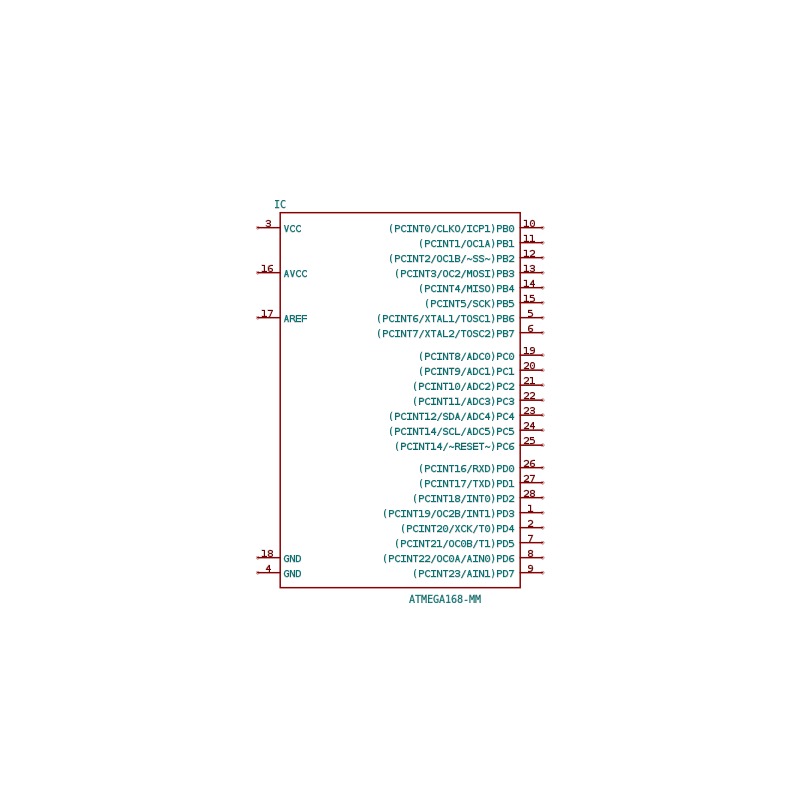 IC
3 VCC (PCINT0/CLKO/ICP1)PB0 10
(PCINT1/OC1A)PB1 11
(PCINT2/OC1B/~SS~)PB2 12
16 AVCC (PCINT3/OC2/MOSI)PB3 13
(PCINT4/MISO)PB4 14
(PCINT5/SCK)PB5 15
17 AREF (PCINT6/XTAL1/TOSC1)PB6 5
(PCINT7/XTAL2/TOSC2)PB7 6
(PCINT8/ADC0)PC0 19
(PCINT9/ADC1)PC1 20
(PCINT10/ADC2)PC2 21
(PCINT11/ADC3)PC3 22
(PCINT12/SDA/ADC4)PC4 23
(PCINT14/SCL/ADC5)PC5 24
(PCINT14/~RESET~)PC6 25
(PCINT16/RXD)PD0 26
(PCINT17/TXD)PD1 27
(PCINT18/INT0)PD2 28
(PCINT19/OC2B/INT1)PD3 1
(PCINT20/XCK/T0)PD4 2
(PCINT21/OC0B/T1)PD5 7
18 GND (PCINT22/OC0A/AIN0)PD6 8
4 GND (PCINT23/AIN1)PD7 9
ATMEGA168-MM